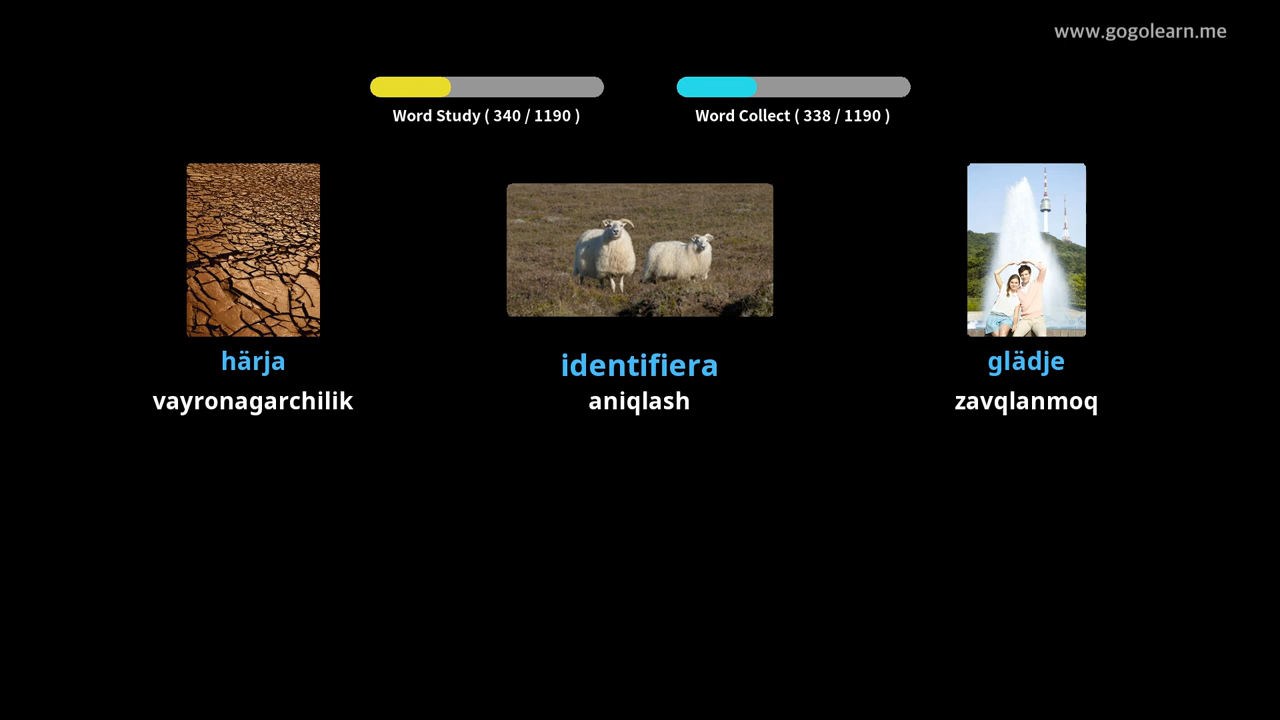 www.gogolearn.me
Word Study ( 340 / 1190 )
Word Collect ( 338 / 1190 )
härja
vayronagarchilik
identifiera
aniqlash
glädje
zavqlanmoq